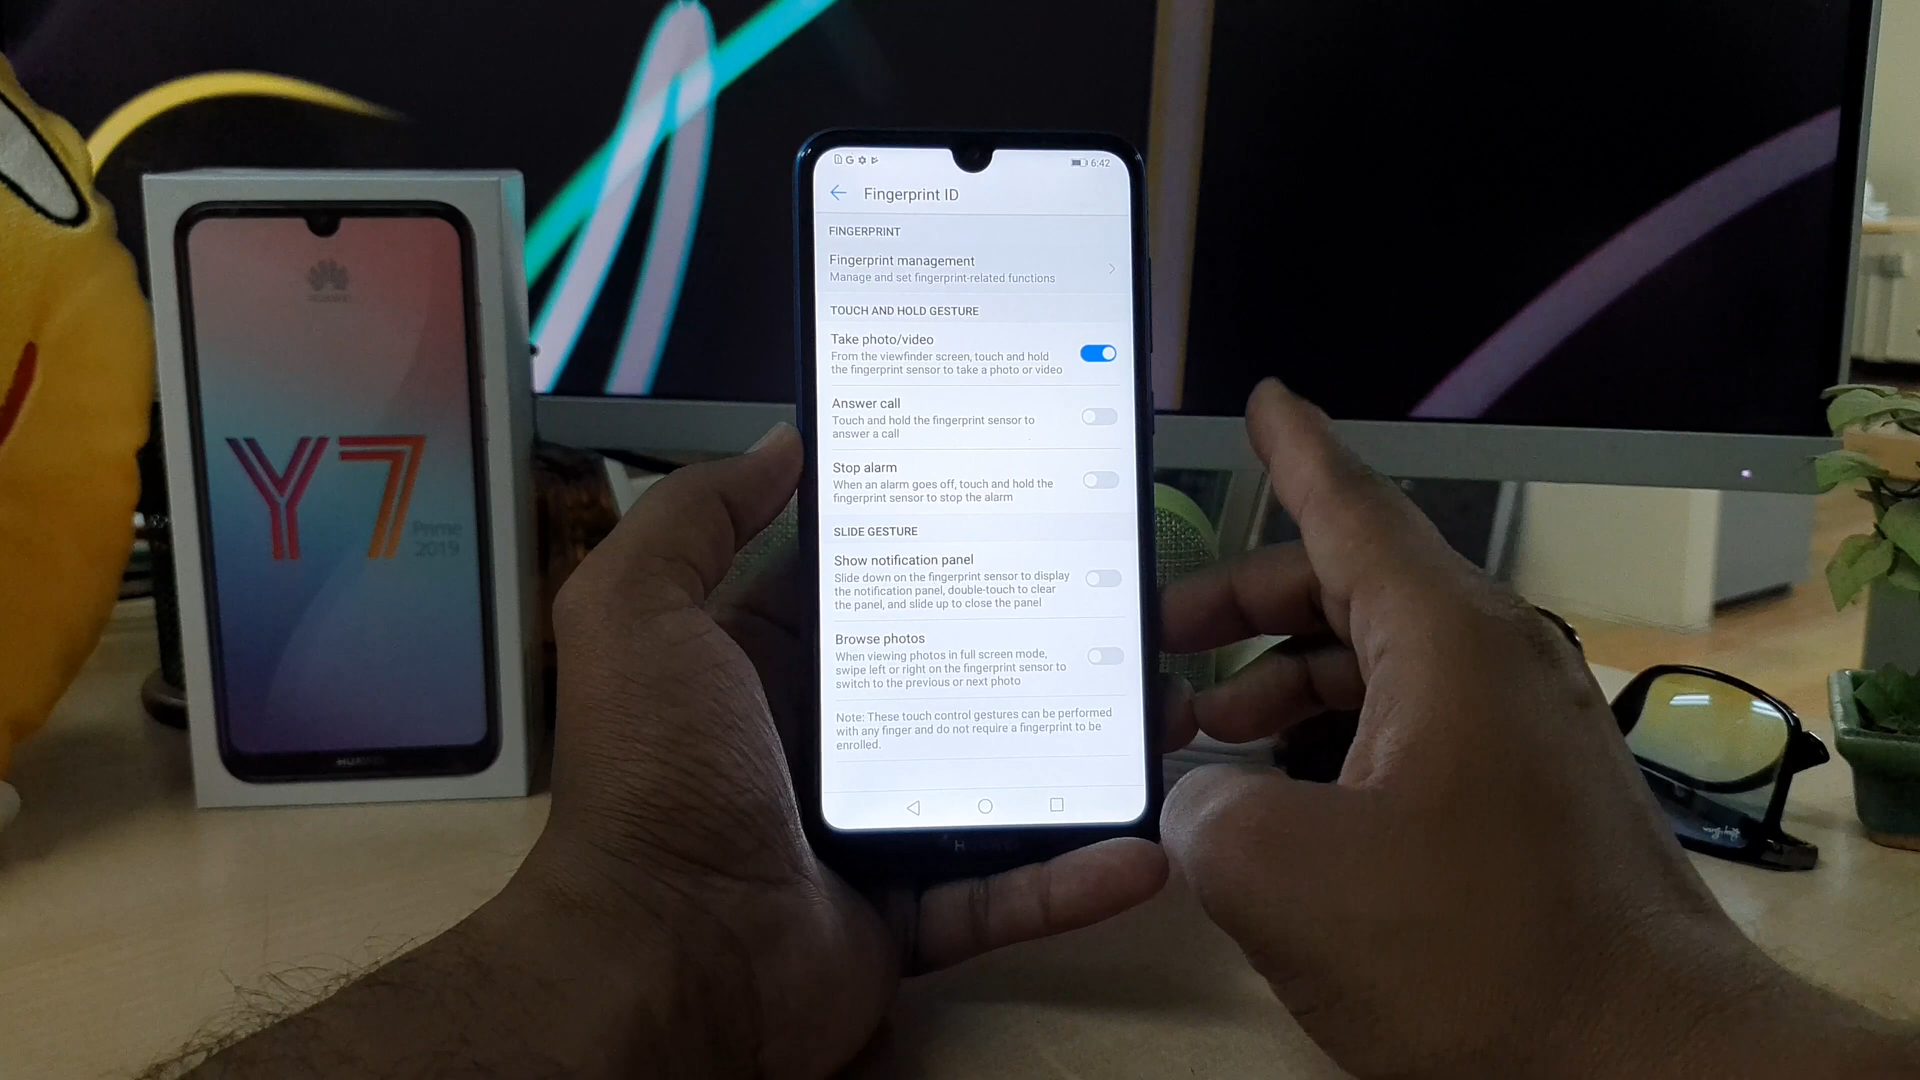 HUAWEI
Y7
Prime
2019
HUAWEI
6:42
Fingerprint ID
FINGERPRINT
Fingerprint management
Manage and set fingerprint-related functions
TOUCH AND HOLD GESTURE
Take photo/video
From the viewfinder screen, touch and hold
the fingerprint sensor to take a photo or video
Answer call
Touch and hold the fingerprint sensor to
answer a call
Stop alarm
When an alarm goes off, touch and hold the
fingerprint sensor to stop the alarm
SLIDE GESTURE
Show notification panel
Slide down on the fingerprint sensor to display
the notification panel, double-touch to clear
the panel, and slide up to close the panel
Browse photos
When viewing photos in full screen mode,
swipe left or right on the fingerprint sensor to
switch to the previous or next photo
Note: These touch control gestures can be performed
with any finger and do not require a fingerprint to be
enrolled.
HUAWEI
Ray-Ban